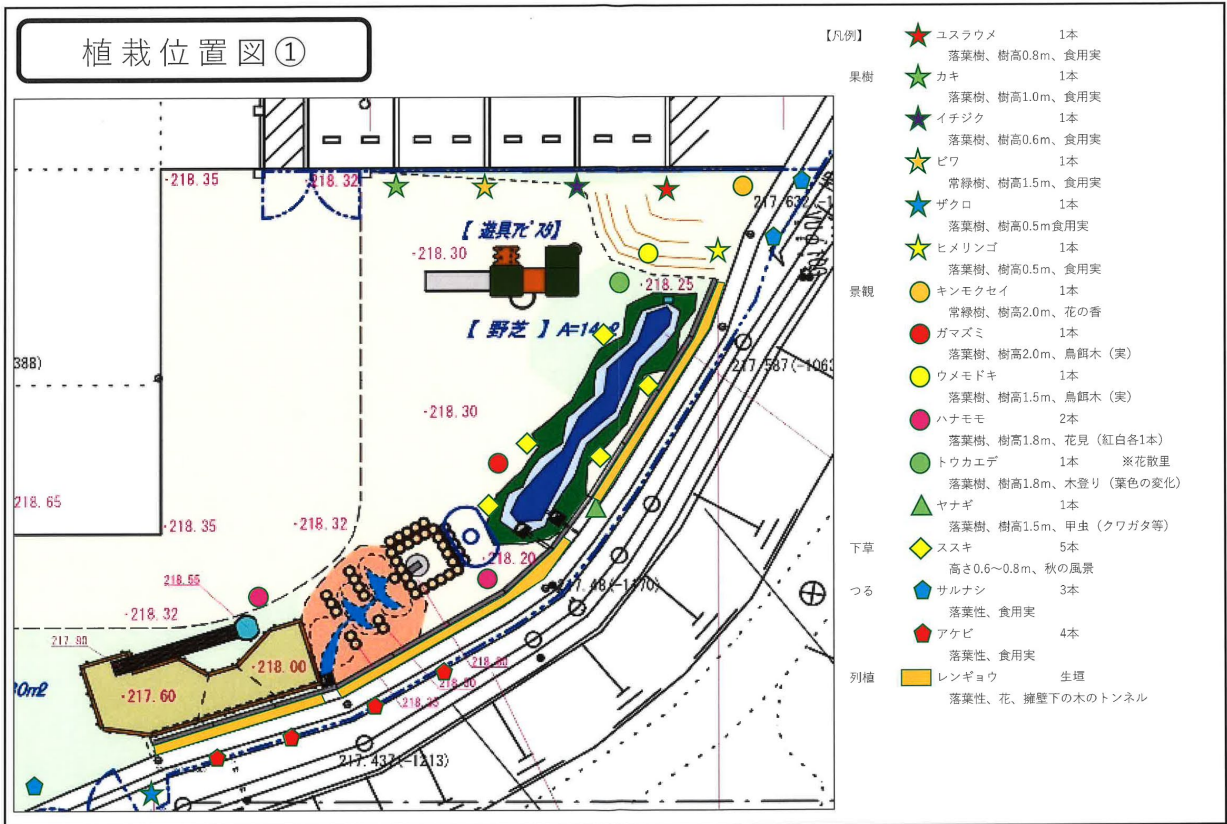 植栽位置図①
【凡例】
ユスラウメ 1本
落葉樹、樹高0.8m、食用実
果樹
カキ 1本
落葉樹、樹高1.0m、食用実
イチジク 1本
落葉樹、樹高0.6m、食用実
ビワ 1本
常緑樹、樹高1.5m、食用実
ザクロ 1本
落葉樹、樹高0.5m食用実
ヒメリンゴ 1本
落葉樹、樹高0.5m、食用実
景観
キンモクセイ 1本
常緑樹、樹高2.0m、花の香
ガマズミ 1本
落葉樹、樹高2.0m、鳥餌木（実）
ウメモドキ 1本
落葉樹、樹高1.5m、鳥餌木（実）
ハナモモ 2本
落葉樹、樹高1.8m、花見（紅白各1本）
トウカエデ 1本 ※花散里
落葉樹、樹高1.8m、木登り（葉色の変化）
ヤナギ 1本
落葉樹、樹高1.5m、甲虫（クワガタ等）
下草
ススキ 5本
高さ0.6～0.8m、秋の風景
つる
サルナシ 3本
落葉性、食用実
アケビ 4本
落葉性、食用実
列植
レンギョウ 生垣
落葉性、花、擁壁下の木のトンネル
·218.35
218.32
217.632(-1
【 遊具ｱﾋﾞｽﾀ】
·218.30
·218.25
【 野芝 】A=14
388)
217.587(-1063
·218.30
218.65
·218.35
·218.32
·218.20
217.48(-1170)
218.55
·218.32
217.80
·218.00
·217.60
0m2
218.35
217.437(-1213)